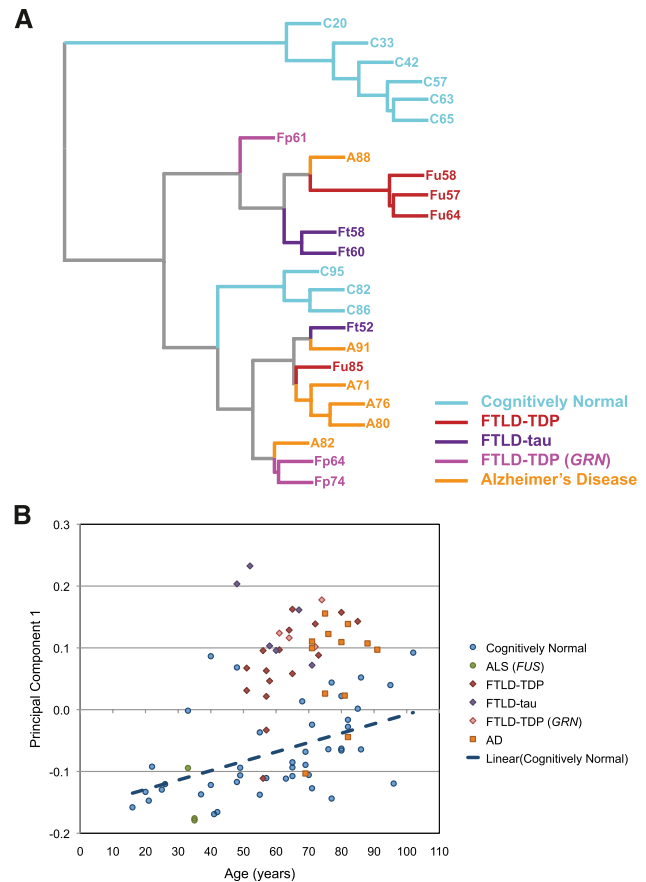 A
C20
C33
C42
C57
C63
C65
Fp61
A88
Fu58
Fu57
Fu64
Ft58
Ft60
C95
C82
C86
Ft52
A91
Fu85
A71
A76
A80
A82
Fp64
Fp74
Cognitively Normal
FTLD-TDP
FTLD-tau
FTLD-TDP (GRN)
Alzheimer's Disease
B
0.3
0.2
0.1
0.0
-0.1
-0.2
Principal Component 1
0 10 20 30 40 50 60 70 80 90 100 110
Age (years)
Cognitively Normal
ALS (FUS)
FTLD-TDP
FTLD-tau
FTLD-TDP (GRN)
AD
Linear(Cognitively Normal)